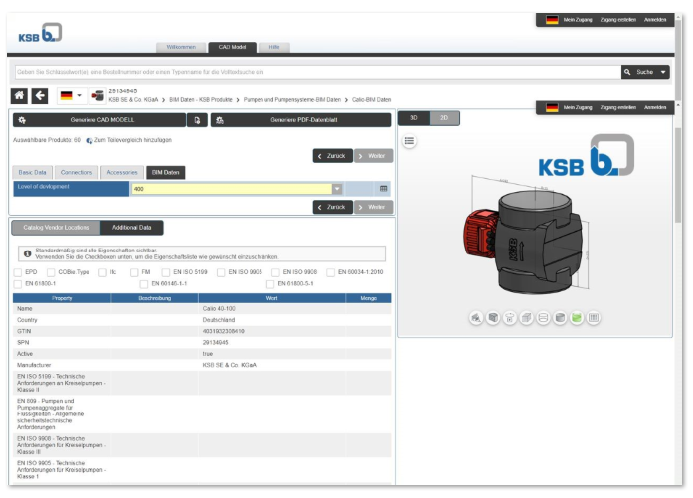 KSB
Mein Zugang Zugang erstellen Anmelden
Willkommen CAD Model Hilfe
Geben Sie Schlüsselwort(e), eine Bestellnummer oder einen Typenname für die Volltextsuche ein
Suche
29134945
KSB SE & Co. KGaA > BIM Daten - KSB Produkte > Pumpen und Pumpensysteme-BIM Daten > Calio-BIM Daten
Mein Zugang Zugang erstellen Anmelden
Generiere CAD MODELL
Generiere PDF-Datenblatt
3D 2D
Auswählbare Produkte: 60 Zum Teilevergleich hinzufügen
Zurück Weiter
Basic Data Connectors Accessories BIM Daten
Level of devlopment 400
Zurück Weiter
KSB
KSB
Catalog Vendor Locations Additional Data
Standardmäßig sind alle Eigenschaften sichtbar.
Verwenden Sie die Checkboxen unten, um die Eigenschaftsliste wie gewünscht einzuschränken.
EPD COBie.Type Ifc FM EN ISO 5199 EN ISO 9905 EN ISO 9908 EN 60034-1:2010
EN 61800-1 EN 60146-1-1 EN 61800-5-1
Property Beschreibung Wert Menge
Name Calio 40-100
Country Deutschland
GTIN 4031932308410
SPN 29134945
Active true
Manufacturer KSB SE & Co. KGaA
EN ISO 5199 - Technische
Anforderungen an Kreiselpumpen -
Klasse II
EN 809 - Pumpen und
Pumpenaggregate für
Flüssigkeiten - Allgemeine
sicherheitstechnische
Anforderungen
EN ISO 9908 - Technische
Anforderungen für Kreiselpumpen -
Klasse III
EN ISO 9905 - Technische
Anforderungen für Kreiselpumpen -
Klasse 1